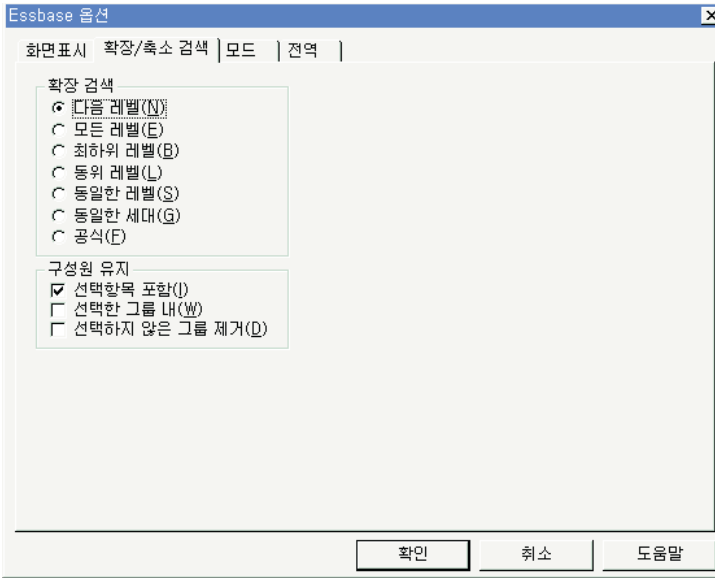 Essbase 옵션
화면표시 확장/축소 검색 모드 전역
확장 검색
다음 레벨(N)
모든 레벨(E)
최하위 레벨(B)
동위 레벨(L)
동일한 레벨(S)
동일한 세대(G)
공식(F)
구성원 유지
선택항목 포함(I)
선택한 그룹 내(W)
선택하지 않은 그룹 제거(D)
확인 취소 도움말